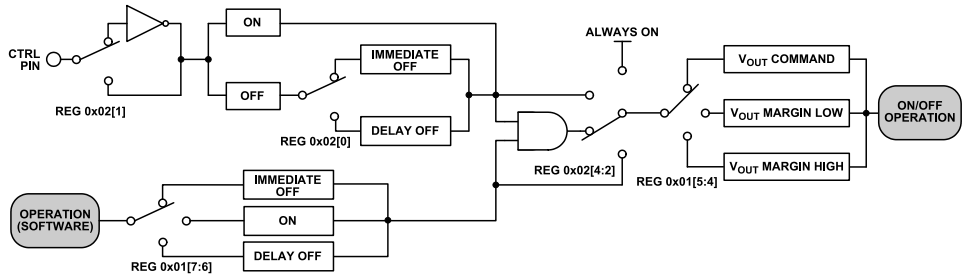 CTRL
PIN
REG 0x02[1]
ON
OFF
IMMEDIATE
OFF
REG 0x02[0]
DELAY OFF
ALWAYS ON
REG 0x02[4:2]
REG 0x01[5:4]
VOUT COMMAND
VOUT MARGIN LOW
VOUT MARGIN HIGH
ON/OFF
OPERATION
OPERATION
(SOFTWARE)
REG 0x01[7:6]
IMMEDIATE
OFF
ON
DELAY OFF